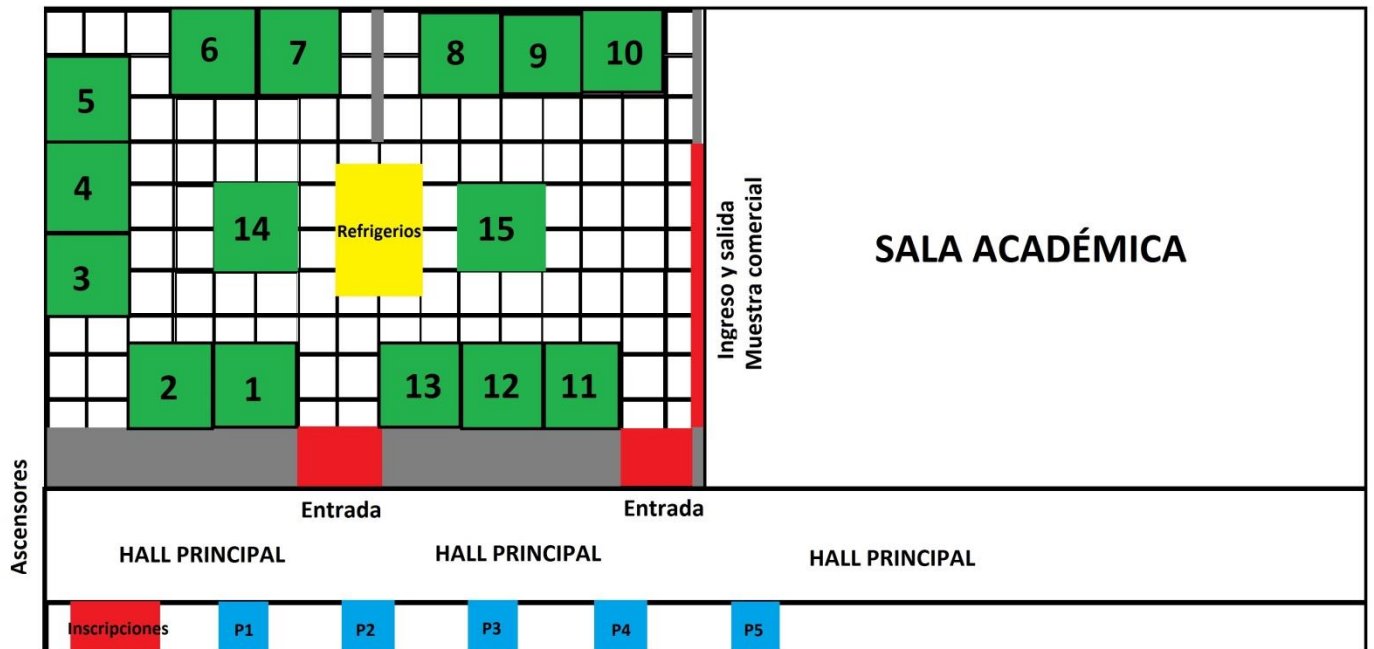 6
7
8
9
10
5
4
3
14
Refrigerios
15
2
1
13
12
11
Ingreso y salida
Muestra comercial
SALA ACADÉMICA
Ascensores
Entrada
Entrada
HALL PRINCIPAL
HALL PRINCIPAL
HALL PRINCIPAL
Inscripciones
P1
P2
P3
P4
P5